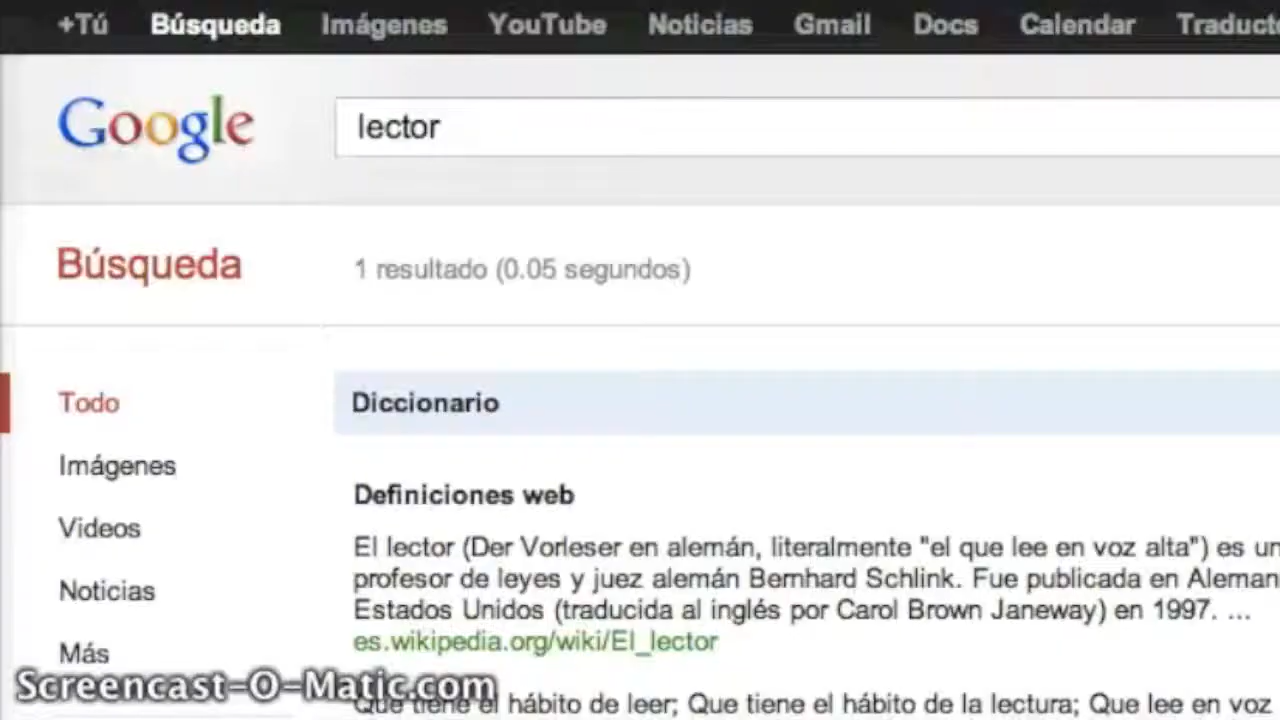 +Tú Búsqueda Imágenes YouTube Noticias Gmail Docs Calendar
Google
lector
Búsqueda
1 resultado (0.05 segundos)
Todo
Imágenes
Videos
Noticias
Más
Diccionario
Definiciones web
El lector (Der Vorleser en alemán, literalmente "el que lee en voz alta") es
profesor de leyes y juez alemán Bernhard Schlink. Fue publicada en
Estados Unidos (traducida al inglés por Carol Brown Janeway) en 1997. ...
es.wikipedia.org/wiki/El_lector
Que tiene el hábito de leer; Que tiene el hábito de la lectura; Que lee en voz
Screencast-O-Matic.com